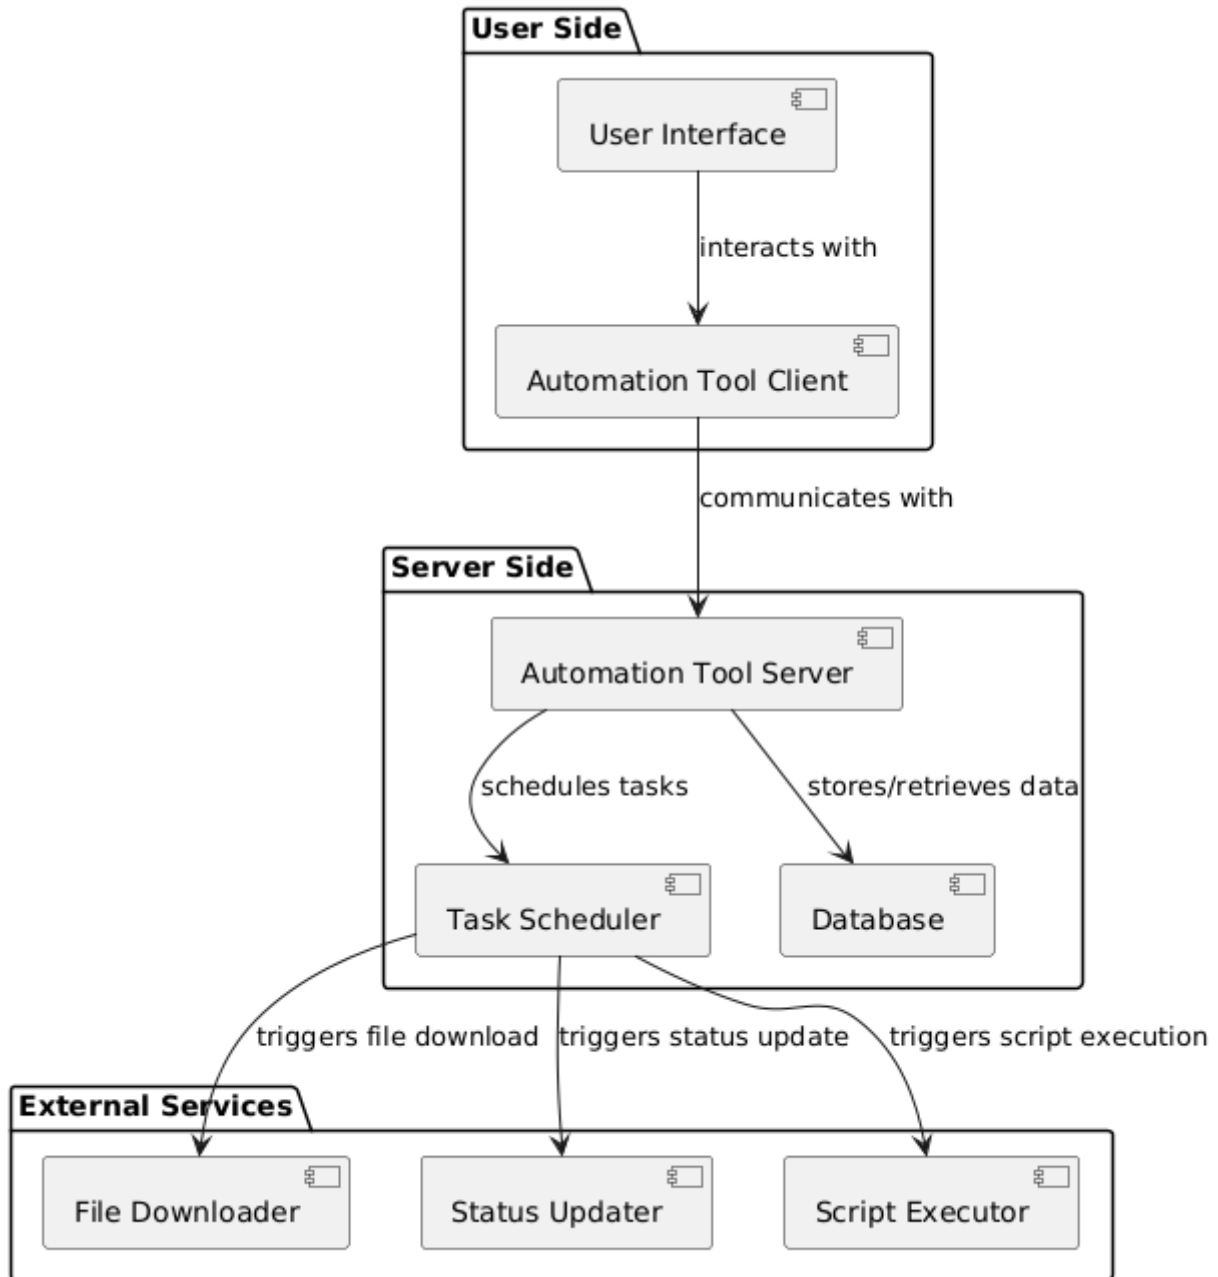 User Side
User Interface
interacts with
Automation Tool Client
communicates with
Server Side
Automation Tool Server
schedules tasks
stores/retrieves data
Task Scheduler
Database
triggers file download
triggers status update
triggers script execution
External Services
File Downloader
Status Updater
Script Executor